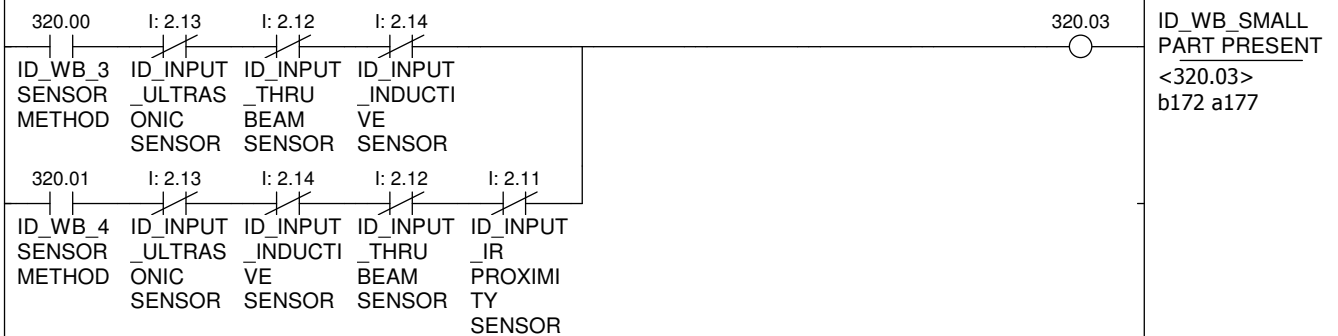 320.00 I: 2.13 I: 2.12 I: 2.14 320.03 ID_WB_SMALL
PART PRESENT
ID_WB_3 ID_INPUT ID_INPUT ID_INPUT <320.03>
SENSOR _ULTRAS _THRU _INDUCTI b172 a177
METHOD ONIC BEAM VE
SENSOR SENSOR SENSOR
320.01 I: 2.13 I: 2.14 I: 2.12 I: 2.11
ID_WB_4 ID_INPUT ID_INPUT ID_INPUT ID_INPUT
SENSOR _ULTRAS _INDUCTI _THRU _IR
METHOD ONIC VE BEAM PROXIMI
SENSOR SENSOR SENSOR TY
SENSOR